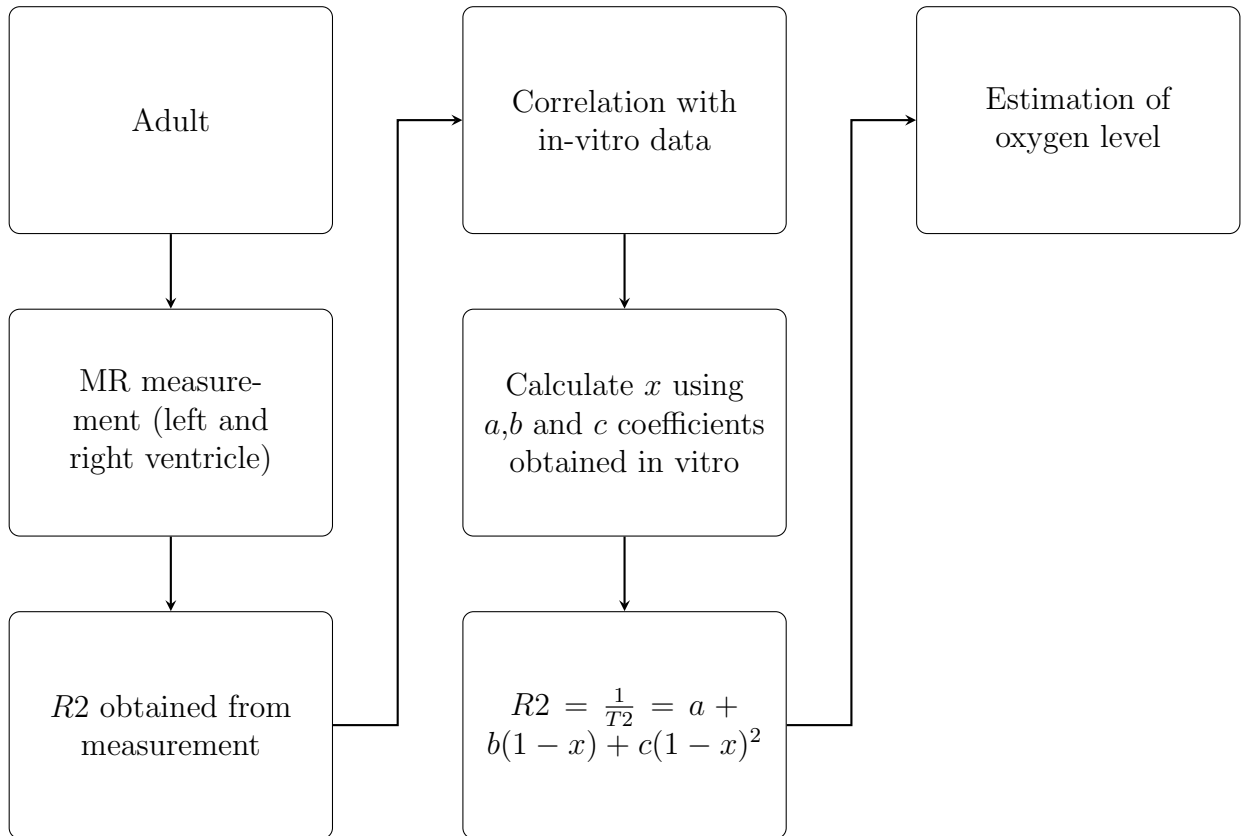 Adult
MR measure-
ment (left and
right ventricle)
R2 obtained from
measurement
Correlation with
in-vitro data
Calculate x using
a,b and c coefficients
obtained in vitro
R2 = 1/T2 = a +
b(1 − x) + c(1 − x)²
Estimation of
oxygen level